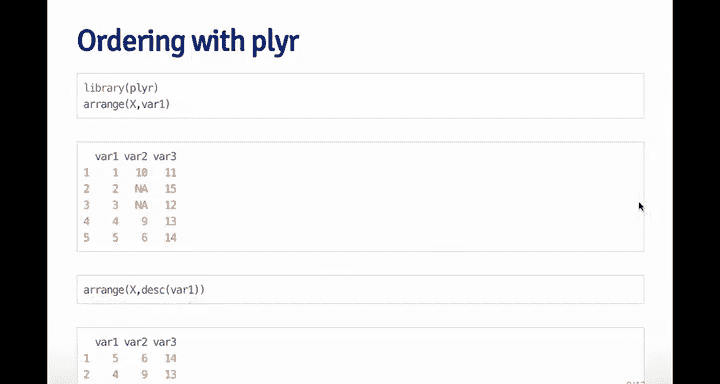 Ordering with plyr
library(plyr)
arrange(X,var1)
var1 var2 var3
1 1 10 11
2 2 NA 15
3 3 NA 12
4 4 9 13
5 5 6 14
arrange(X,desc(var1))
var1 var2 var3
1 5 6 14
2 4 9 13